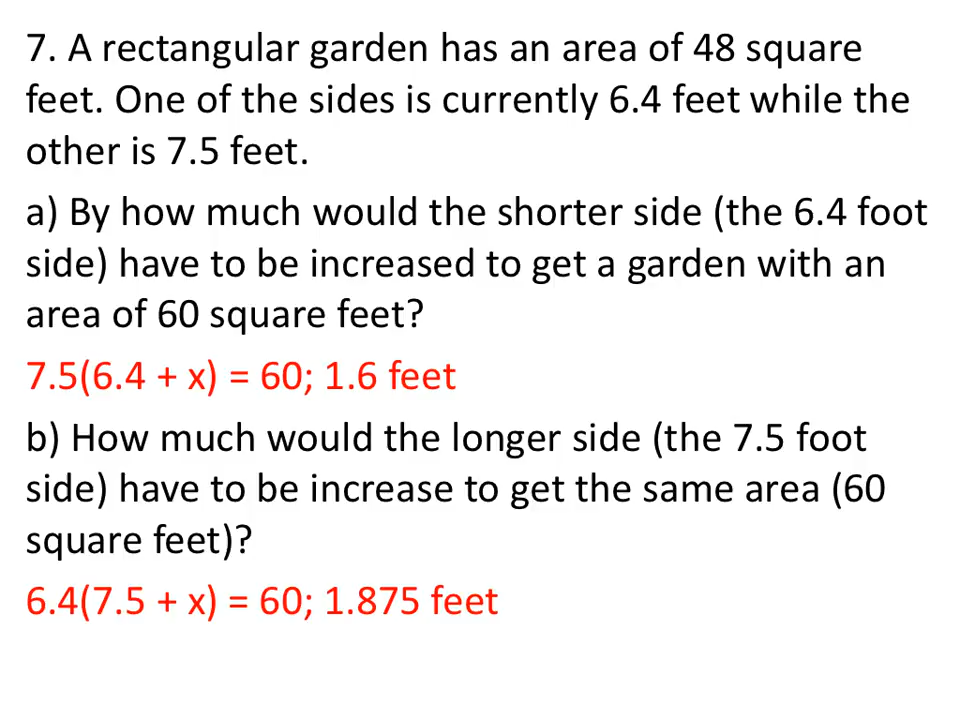 7. A rectangular garden has an area of 48 square
feet. One of the sides is currently 6.4 feet while the
other is 7.5 feet.
a) By how much would the shorter side (the 6.4 foot
side) have to be increased to get a garden with an
area of 60 square feet?
7.5(6.4 + x) = 60; 1.6 feet
b) How much would the longer side (the 7.5 foot
side) have to be increase to get the same area (60
square feet)?
6.4(7.5 + x) = 60; 1.875 feet